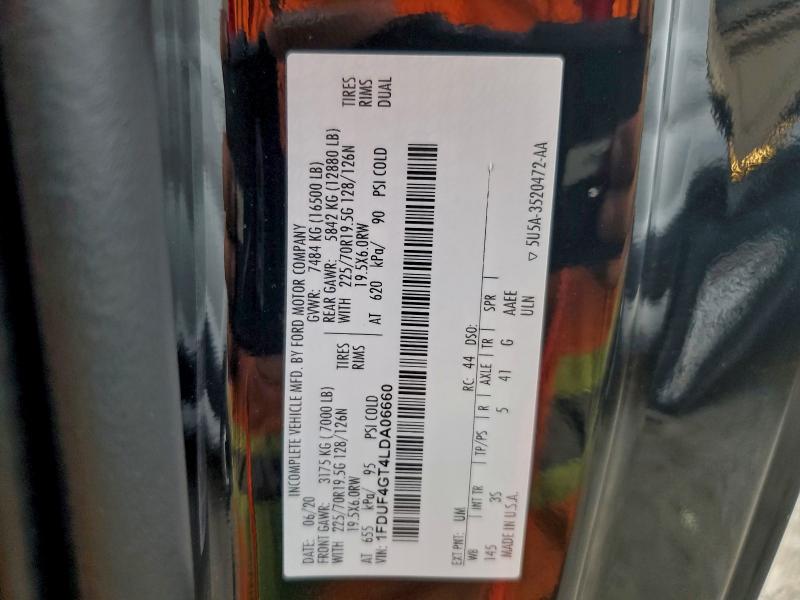 INCOMPLETE VEHICLE MFD. BY FORD MOTOR COMPANY
DATE: 06/20 GVWR: 7484 KG (16500 LB)
FRONT GAWR: 3175 KG (7000 LB) REAR GAWR: 5842 KG (12880 LB)
WITH 225/70R19.5G 128/126N TIRES WITH 225/70R19.5G 128/126N TIRES
19.5X6.0RW RIMS 19.5X6.0RW RIMS
AT 655 kPa/ 95 PSI COLD AT 620 kPa/ 90 PSI COLD DUAL
VIN: 1FDUF4GT4LDA06660
EXT PNT: UM RC: 44 DSO:
WB INT TR TP/PS R AXLE TR SPR
145 3S 5 41 G AAEE
MADE IN U.S.A. ULN
▽ 5U5A-3520472-AA